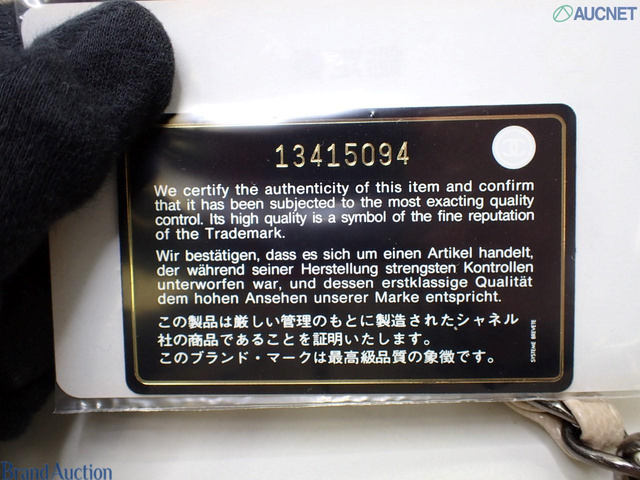 AUCNET
13415094
We certify the authenticity of this item and confirm
that it has been subjected to the most exacting quality
control. Its high quality is a symbol of the fine reputation
of the Trademark.
Wir bestätigen, dass es sich um einen Artikel handelt,
der während seiner Herstellung strengsten Kontrollen
unterworfen war, und dessen erstklassige Qualität
dem hohen Ansehen unserer Marke entspricht.
この製品は厳しい管理のもとに製造されたシャネル
社の商品であることを証明いたします。
このブランド・マークは最高級品質の象徴です。
SYSTEME BREVETE
Brand Auction